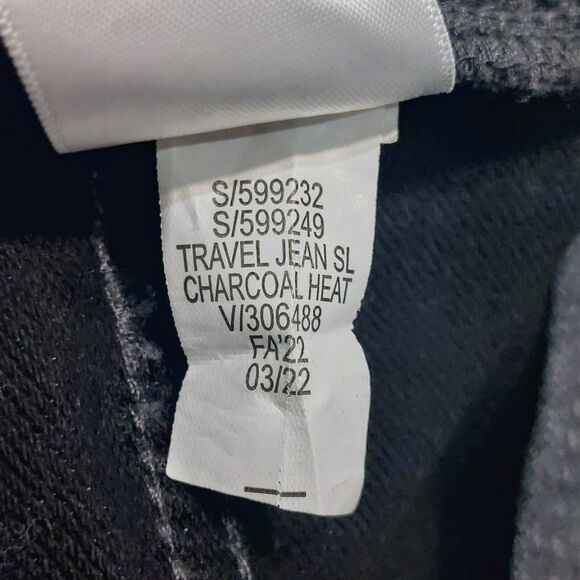 S/599232
S/599249
TRAVEL JEAN SL
CHARCOAL HEAT
V/306488
FA'22
03/22